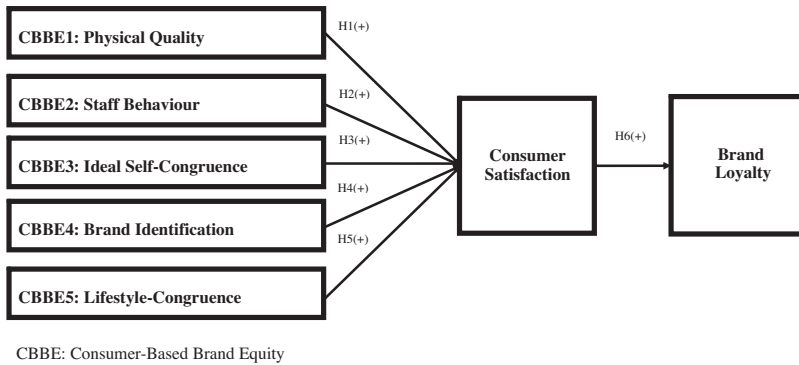 CBBE1: Physical Quality
H1(+)
CBBE2: Staff Behaviour
H2(+)
CBBE3: Ideal Self-Congruence
H3(+)
CBBE4: Brand Identification
H4(+)
CBBE5: Lifestyle-Congruence
H5(+)
Consumer
Satisfaction
H6(+)
Brand
Loyalty
CBBE: Consumer-Based Brand Equity